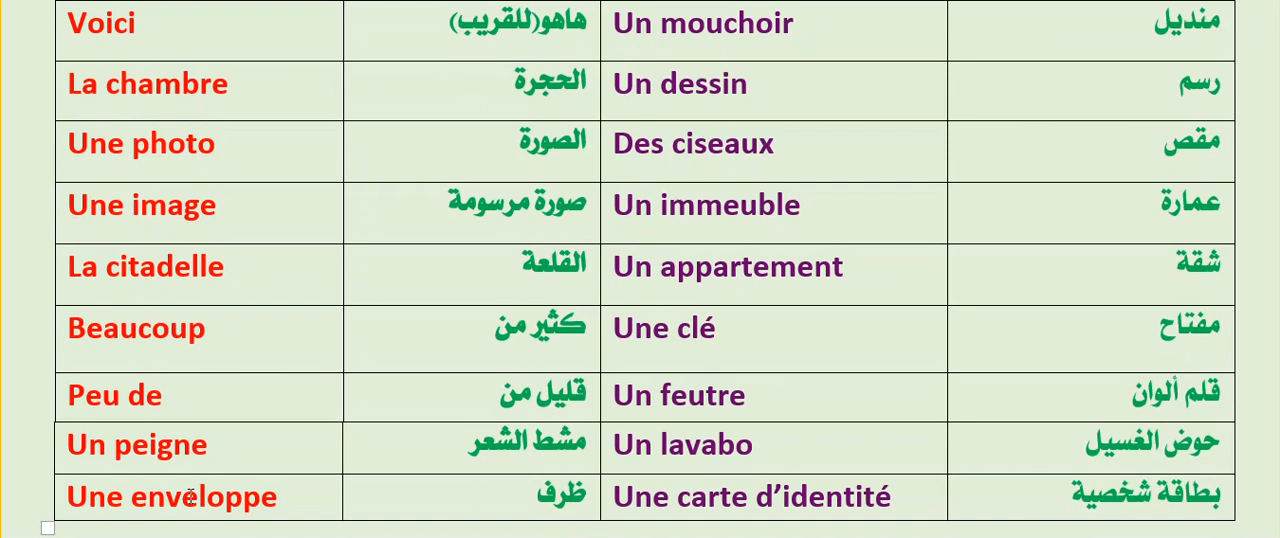 Voici هاهو(للقريب) Un mouchoir منديل
La chambre الحجرة Un dessin رسم
Une photo الصورة Des ciseaux مقص
Une image صورة مرسومة Un immeuble عمارة
La citadelle القلعة Un appartement شقة
Beaucoup كثير من Une clé مفتاح
Peu de قليل من Un feutre قلم ألوان
Un peigne مشط الشعر Un lavabo حوض الغسيل
Une enveloppe ظرف Une carte d’identité بطاقة شخصية